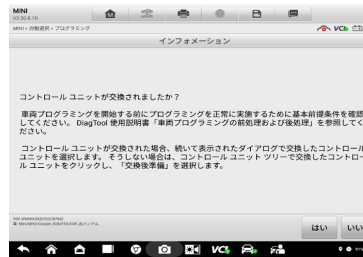 MINI
V3.30-8.10
VCi
MINI > 自動選択 > プログラミング
インフォメーション
コントロール ユニットが交換されましたか？
車両プログラミングを開始する前にプログラミングを正常に実施するために基本前提条件を確認
してください。 DiagTool 使用説明書「車両プログラミングの前処理および後処理」を参照してく
ださい。
コントロール ユニットが交換された場合、続いて表示されたダイアログで交換したコントロール
ユニットを選択します。 そうしない場合は、コントロール ユニット ツリーで交換したコントロー
ル ユニットをクリックし、「交換後準備」を選択します。
はい
いい
VCi